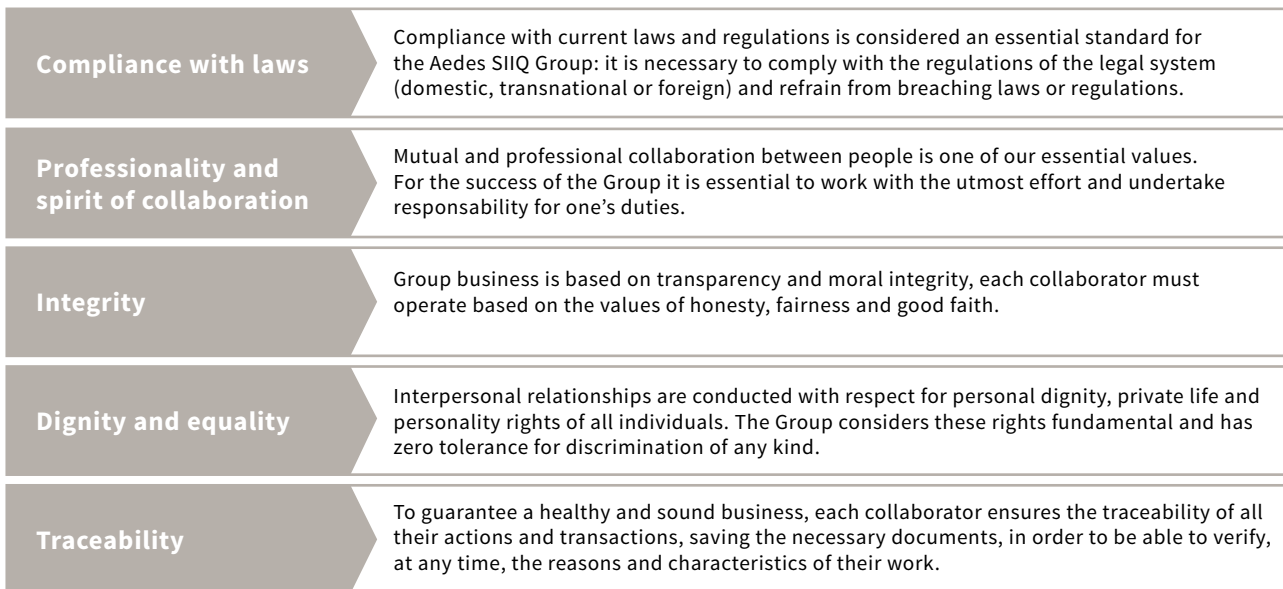 Compliance with laws
Compliance with current laws and regulations is considered an essential standard for
the Aedes SIIQ Group: it is necessary to comply with the regulations of the legal system
(domestic, transnational or foreign) and refrain from breaching laws or regulations.
Professionality and
spirit of collaboration
Mutual and professional collaboration between people is one of our essential values.
For the success of the Group it is essential to work with the utmost effort and undertake
responsability for one’s duties.
Integrity
Group business is based on transparency and moral integrity, each collaborator must
operate based on the values of honesty, fairness and good faith.
Dignity and equality
Interpersonal relationships are conducted with respect for personal dignity, private life and
personality rights of all individuals. The Group considers these rights fundamental and has
zero tolerance for discrimination of any kind.
Traceability
To guarantee a healthy and sound business, each collaborator ensures the traceability of all
their actions and transactions, saving the necessary documents, in order to be able to verify,
at any time, the reasons and characteristics of their work.